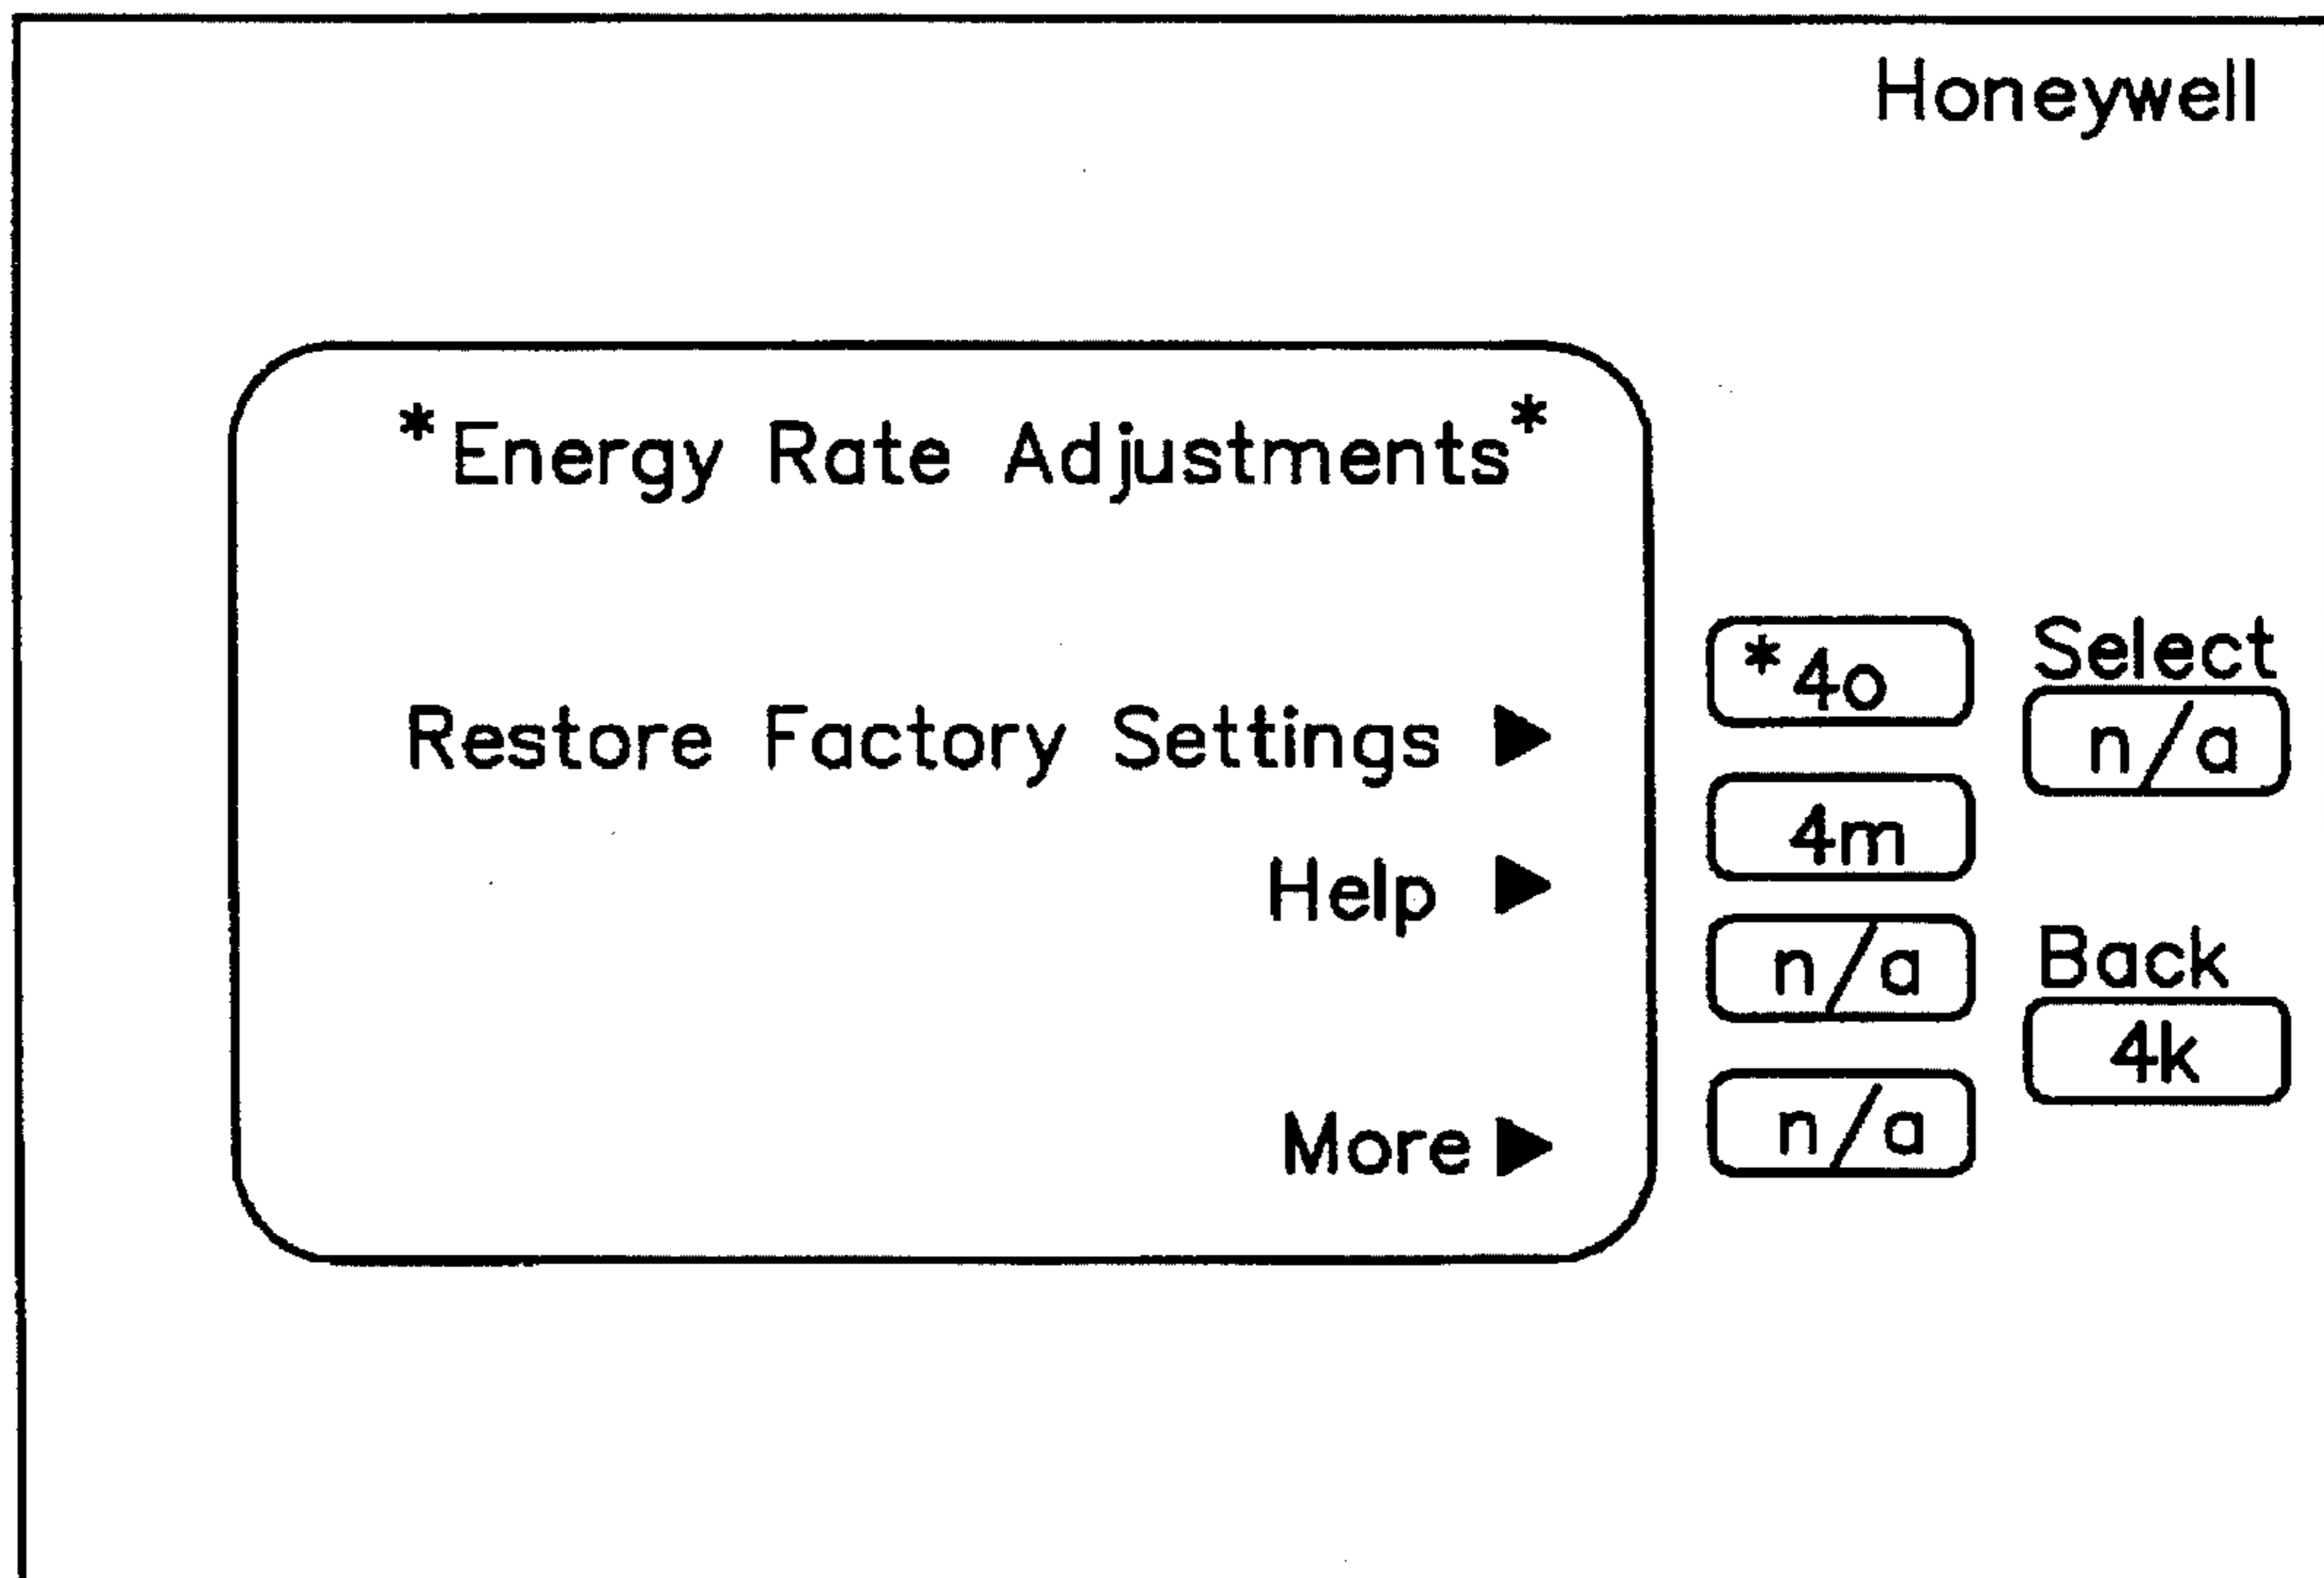 Honeywell
*Energy Rate Adjustments*
Restore Factory Settings ►
Help ►
More ►
*4o
4m
n/a
n/a
Select
n/a
Back
4k